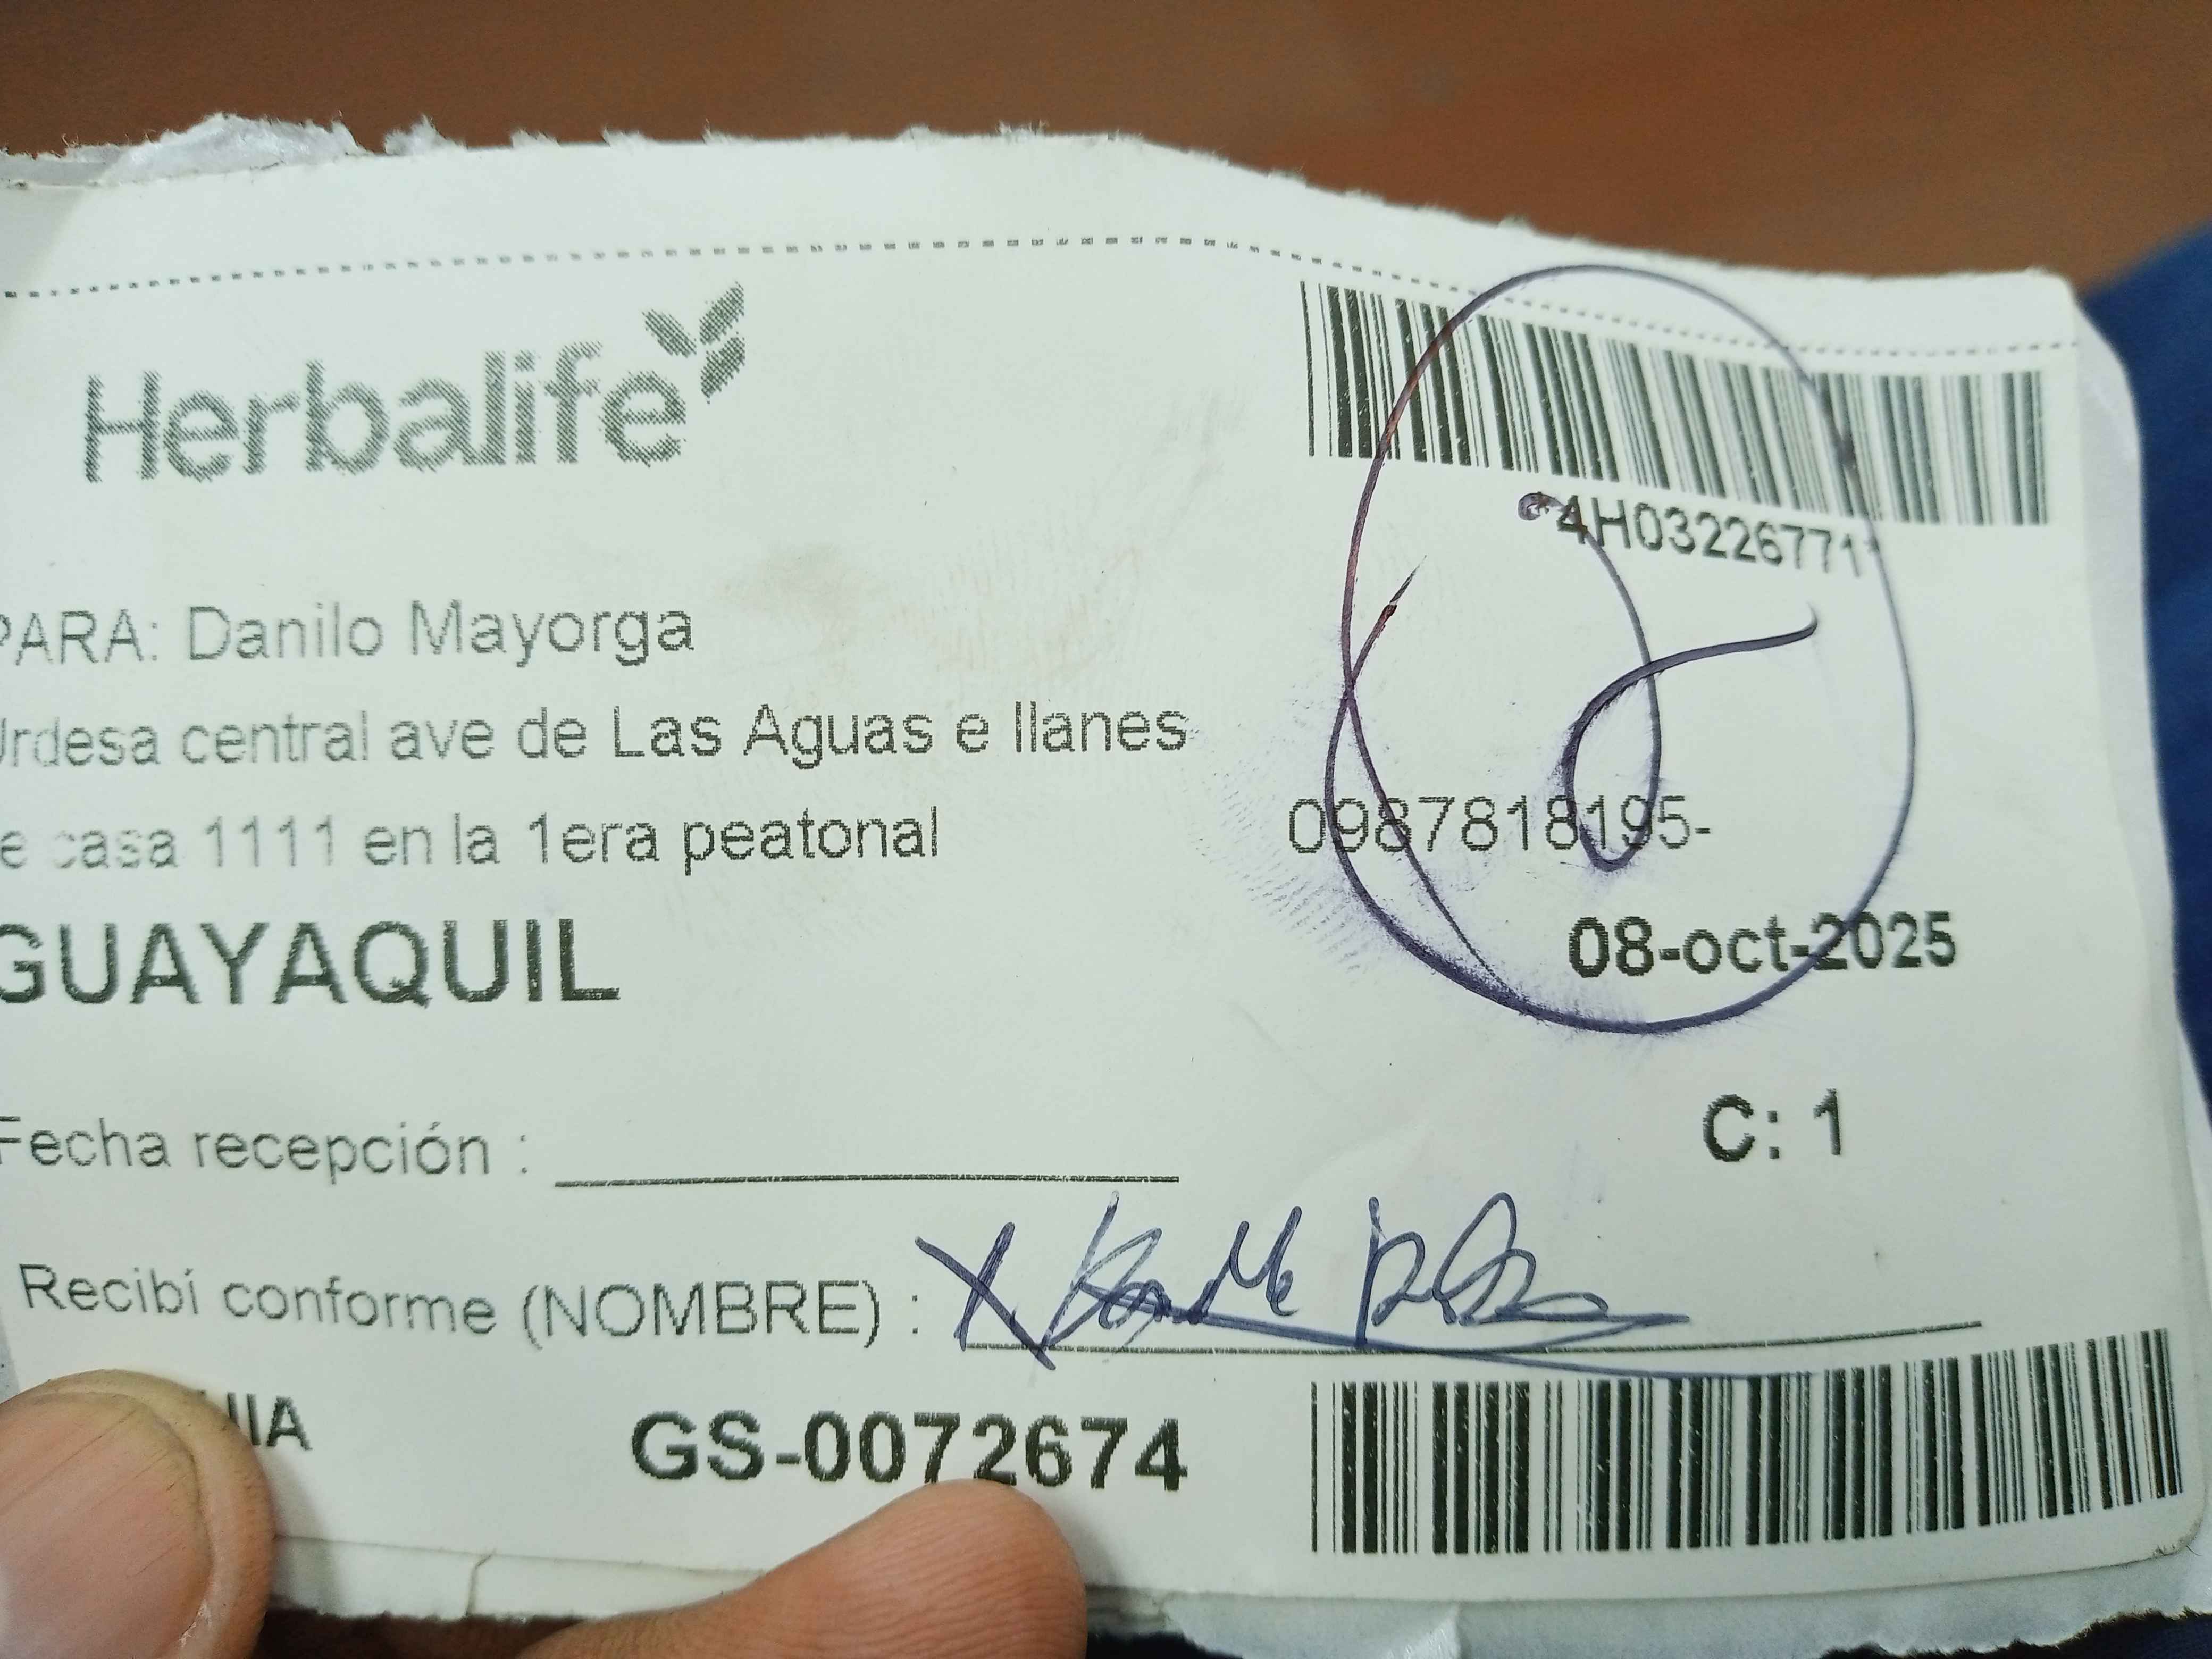 Herbalife
*4H03226771*
PARA: Danilo Mayorga
Urdesa central ave de Las Aguas e Ilanes
e casa 1111 en la 1era peatonal
0987818195-
GUAYAQUIL
08-oct-2025
C: 1
Fecha recepción :
Recibí conforme (NOMBRE) : X
GS-0072674